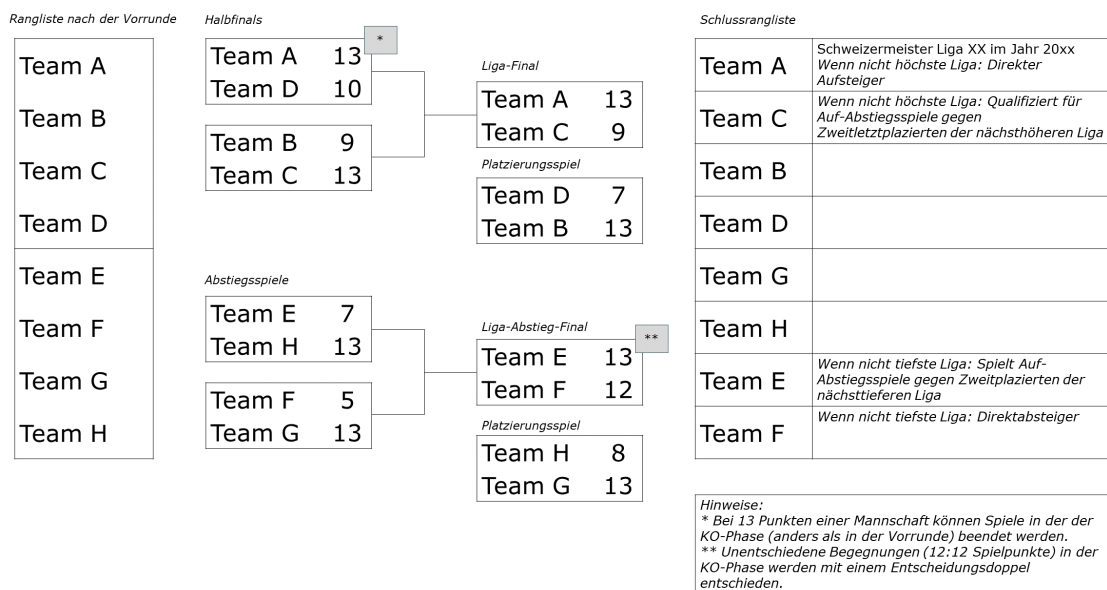 Rangliste nach der Vorrunde
Team A
Team B
Team C
Team D
Team E
Team F
Team G
Team H
Halbfinals
*
Team A 13
Team D 10
Team B 9
Team C 13
Liga-Final
Team A 13
Team C 9
Platzierungsspiel
Team D 7
Team B 13
Abstiegsspiele
Team E 7
Team H 13
Team F 5
Team G 13
Liga-Abstieg-Final
**
Team E 13
Team F 12
Platzierungsspiel
Team H 8
Team G 13
Schlussrangliste
Team A
Schweizermeister Liga XX im Jahr 20xx
Wenn nicht höchste Liga: Direkter
Aufsteiger
Team C
Wenn nicht höchste Liga: Qualifiziert für
Auf-Abstiegsspiele gegen
Zweitletztplazierten der nächsthöheren Liga
Team B
Team D
Team G
Team H
Team E
Wenn nicht tiefste Liga: Spielt Auf-
Abstiegsspiele gegen Zweitplazierten der
nächsttieferen Liga
Team F
Wenn nicht tiefste Liga: Direktabsteiger
Hinweise:
* Bei 13 Punkten einer Mannschaft können Spiele in der der
KO-Phase (anders als in der Vorrunde) beendet werden.
** Unentschiedene Begegnungen (12:12 Spielpunkte) in der
KO-Phase werden mit einem Entscheidungsdoppel
entschieden.